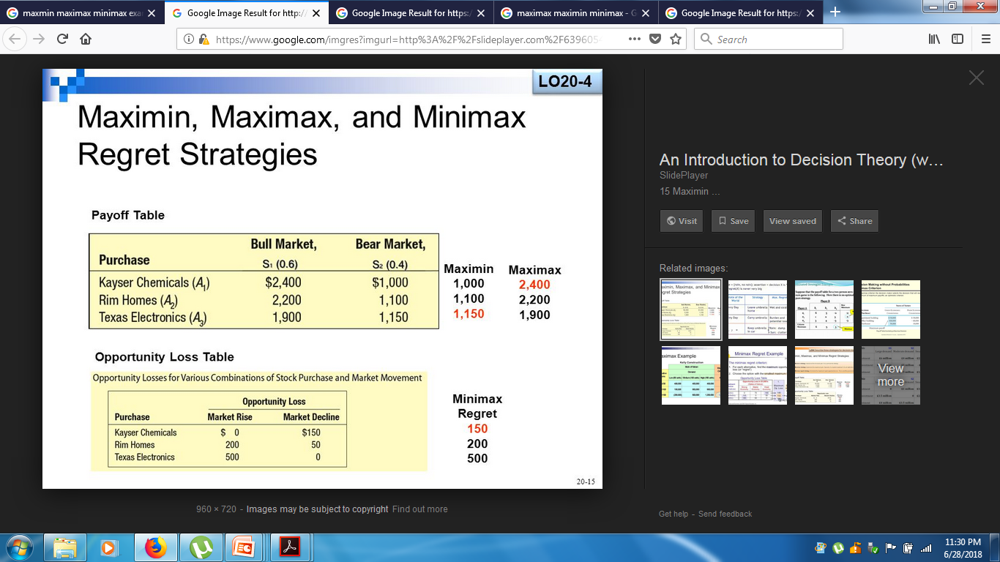 maxmin maximax minimax exa
Google Image Result for http://
Google Image Result for https:/
maximax maximin minimax - G
Google Image Result for https:/
https://www.google.com/imgres?imgurl=http%3A%2F%2Fslideplayer.com%2F639605
Search
LO20-4
Maximin, Maximax, and Minimax
Regret Strategies
Payoff Table
Bull Market, Bear Market,
Purchase S1 (0.6) S2 (0.4)
Maximin Maximax
Kayser Chemicals (A1) $2,400 $1,000 1,000 2,400
Rim Homes (A2) 2,200 1,100 1,100 2,200
Texas Electronics (A3) 1,900 1,150 1,150 1,900
Opportunity Loss Table
Opportunity Losses for Various Combinations of Stock Purchase and Market Movement
Opportunity Loss
Purchase Market Rise Market Decline
Kayser Chemicals $ 0 $150
Rim Homes 200 50
Texas Electronics 500 0
Minimax
Regret
150
200
500
20-15
960 × 720 - Images may be subject to copyright Find out more
An Introduction to Decision Theory (w...
SlidePlayer
15 Maximin ...
Visit
Save
View saved
Share
Related images:
Minimax Regret Example
View
more
Get help - Send feedback
11:30 PM
6/28/2018